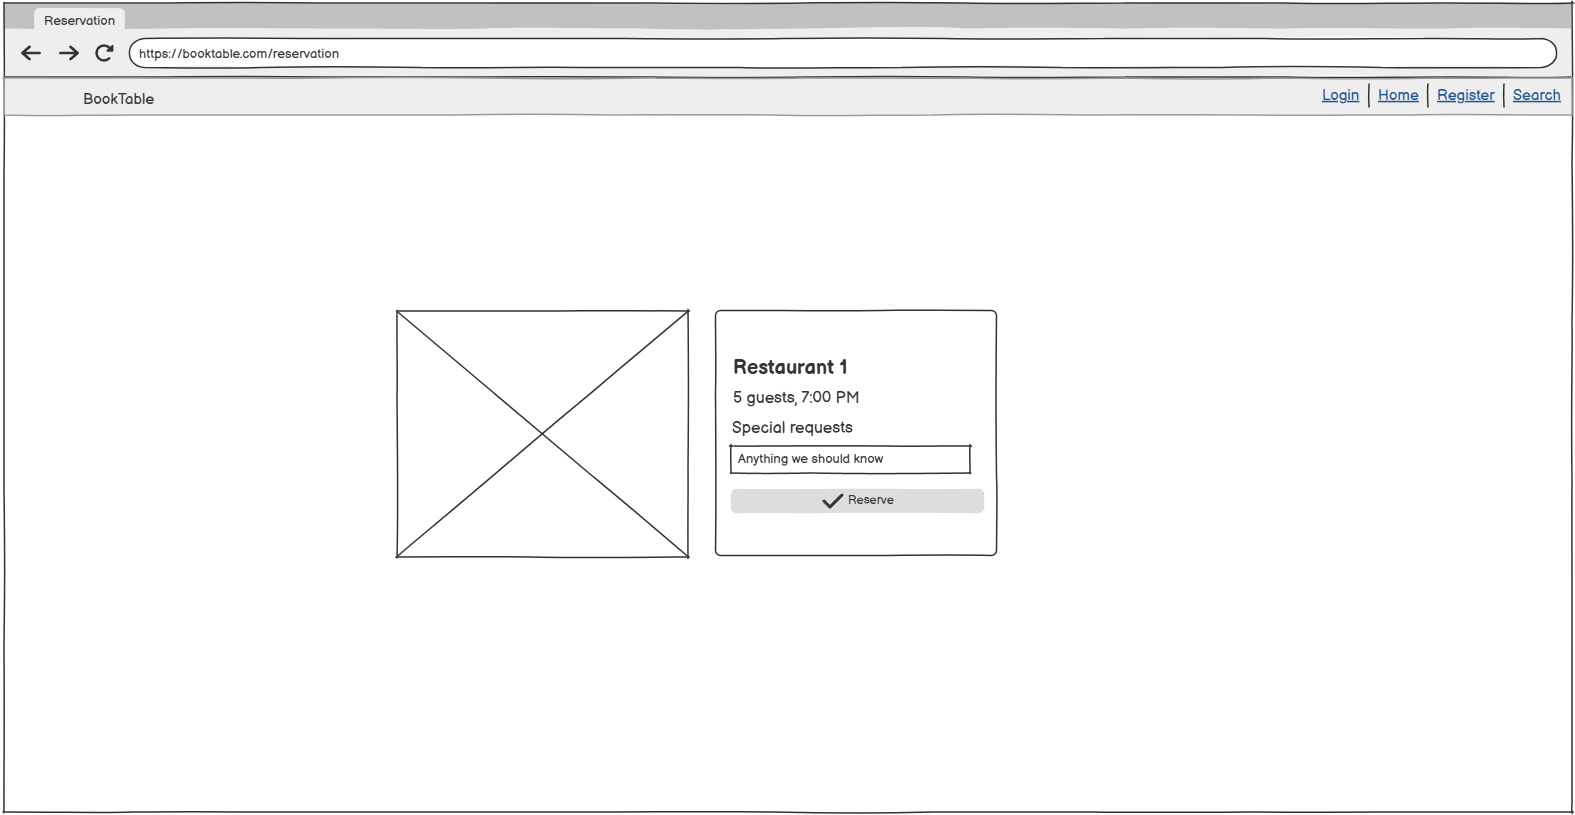 Reservation
https://booktable.com/reservation
BookTable
Login
Home
Register
Search
Restaurant 1
5 guests, 7:00 PM
Special requests
Anything we should know
Reserve